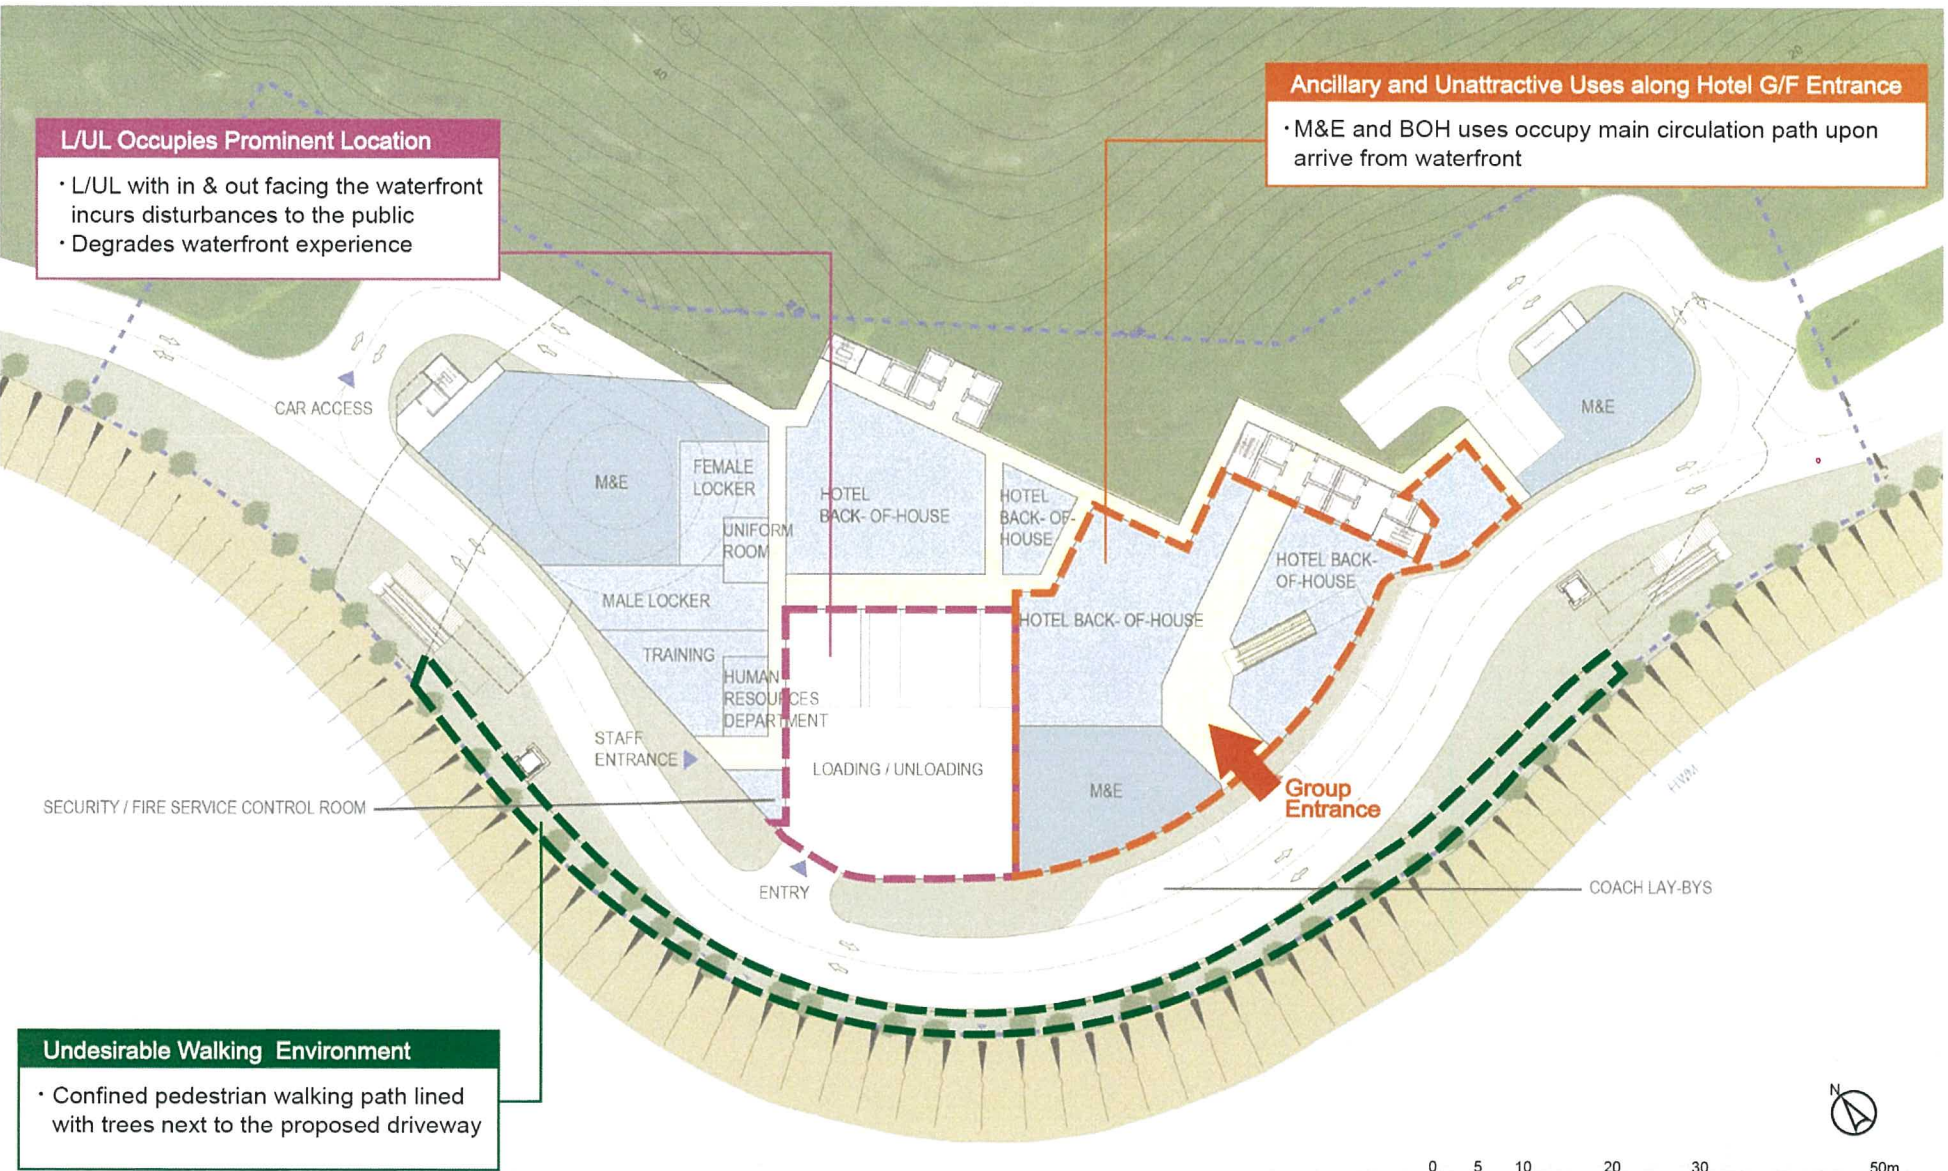 40
20
Ancillary and Unattractive Uses along Hotel G/F Entrance
·M&E and BOH uses occupy main circulation path upon
arrive from waterfront
L/UL Occupies Prominent Location
· L/UL with in & out facing the waterfront
incurs disturbances to the public
· Degrades waterfront experience
CAR ACCESS
M&E
M&E
FEMALE
LOCKER
UNIFORM
ROOM
HOTEL
BACK- OF-HOUSE
HOTEL
BACK- OF-
HOUSE
HOTEL BACK-
OF-HOUSE
MALE LOCKER
HOTEL BACK- OF-HOUSE
TRAINING
HUMAN
RESOURCES
DEPARTMENT
STAFF
ENTRANCE
LOADING / UNLOADING
M&E
Group
Entrance
HWM
SECURITY / FIRE SERVICE CONTROL ROOM
ENTRY
COACH LAY-BYS
Undesirable Walking Environment
· Confined pedestrian walking path lined
with trees next to the proposed driveway
N
0 5 10 20 30 50m